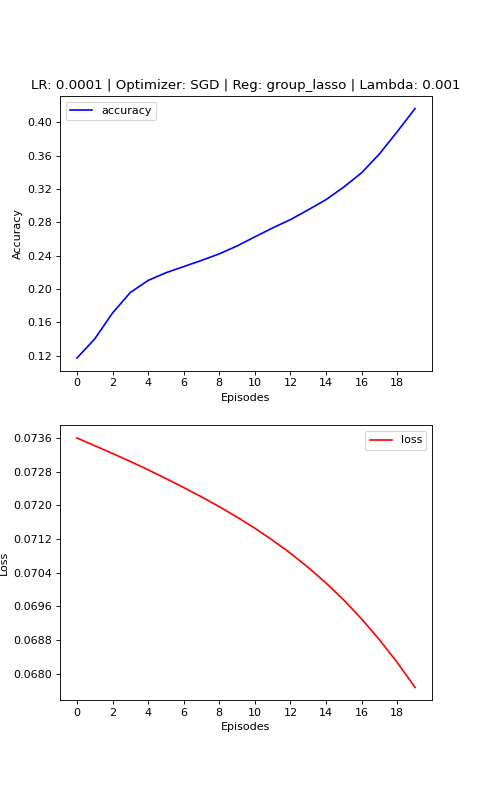 LR: 0.0001 | Optimizer: SGD | Reg: group_lasso | Lambda: 0.001
accuracy
0.40
0.36
0.32
0.28
0.24
0.20
0.16
0.12
Accuracy
0 2 4 6 8 10 12 14 16 18
Episodes
loss
0.0736
0.0728
0.0720
0.0712
0.0704
0.0696
0.0688
0.0680
Loss
0 2 4 6 8 10 12 14 16 18
Episodes